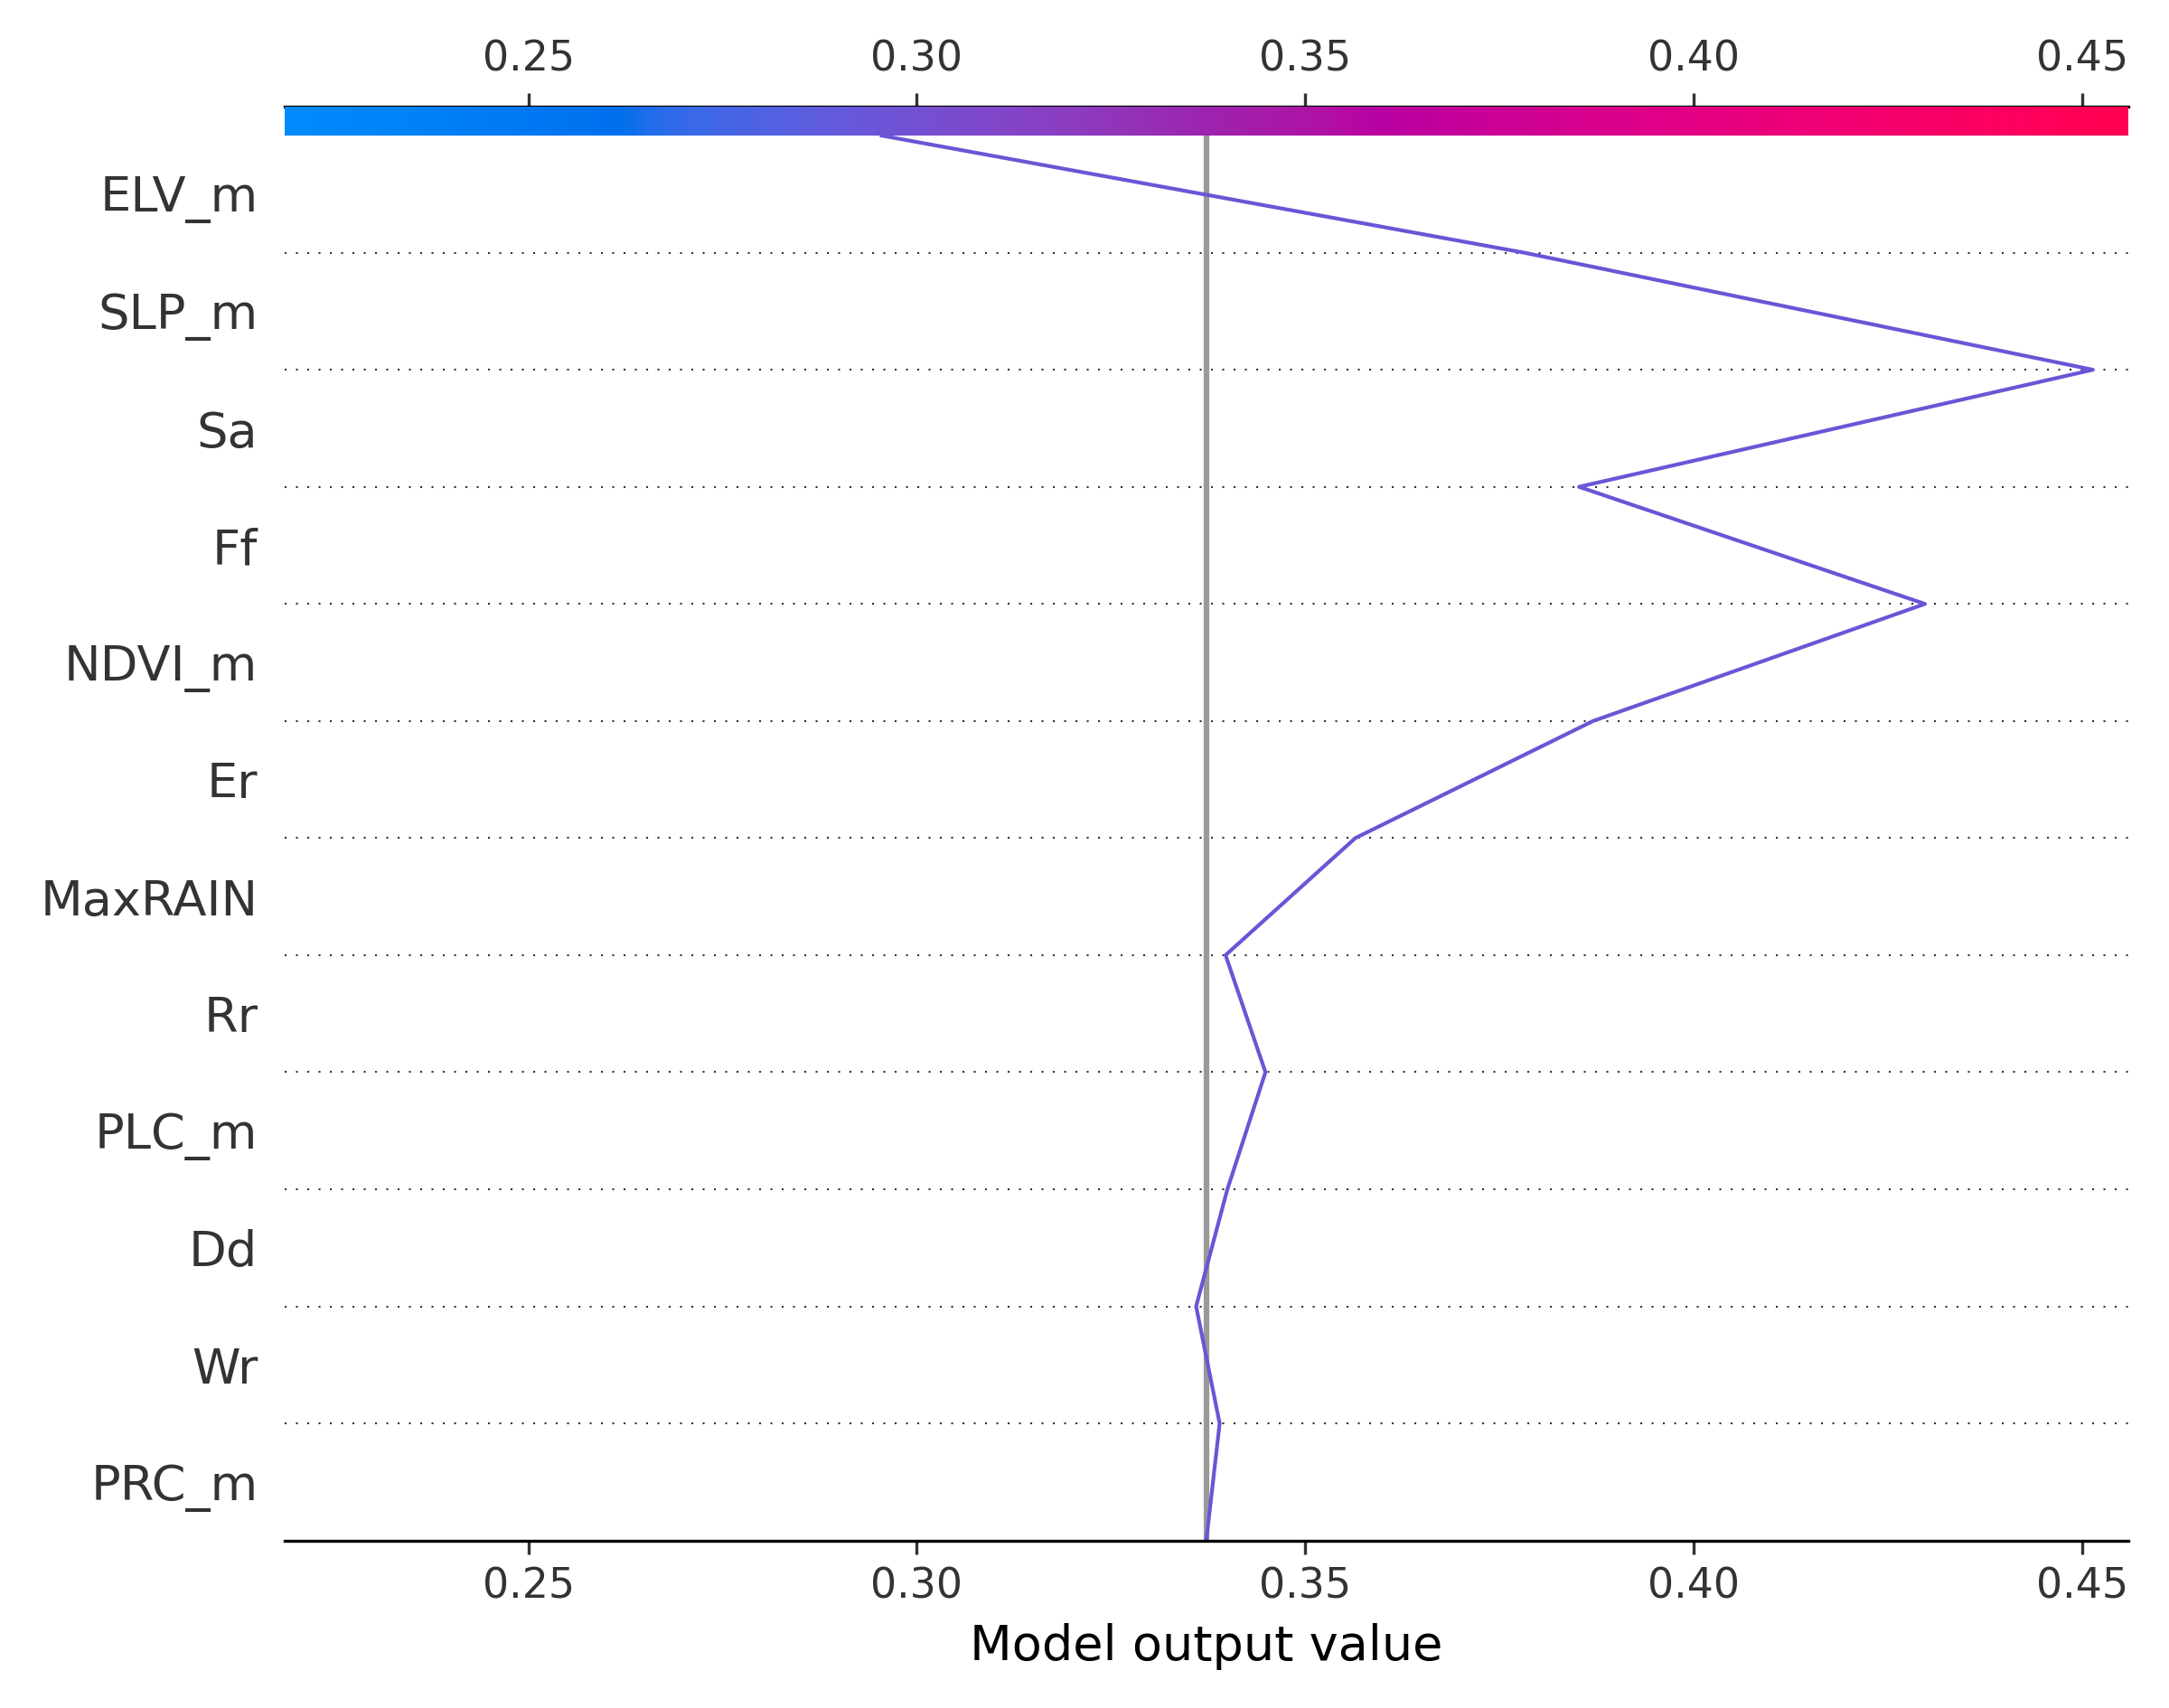 0.25 0.30 0.35 0.40 0.45
ELV_m
SLP_m
Sa
Ff
NDVI_m
Er
MaxRAIN
Rr
PLC_m
Dd
Wr
PRC_m
0.25 0.30 0.35 0.40 0.45
Model output value